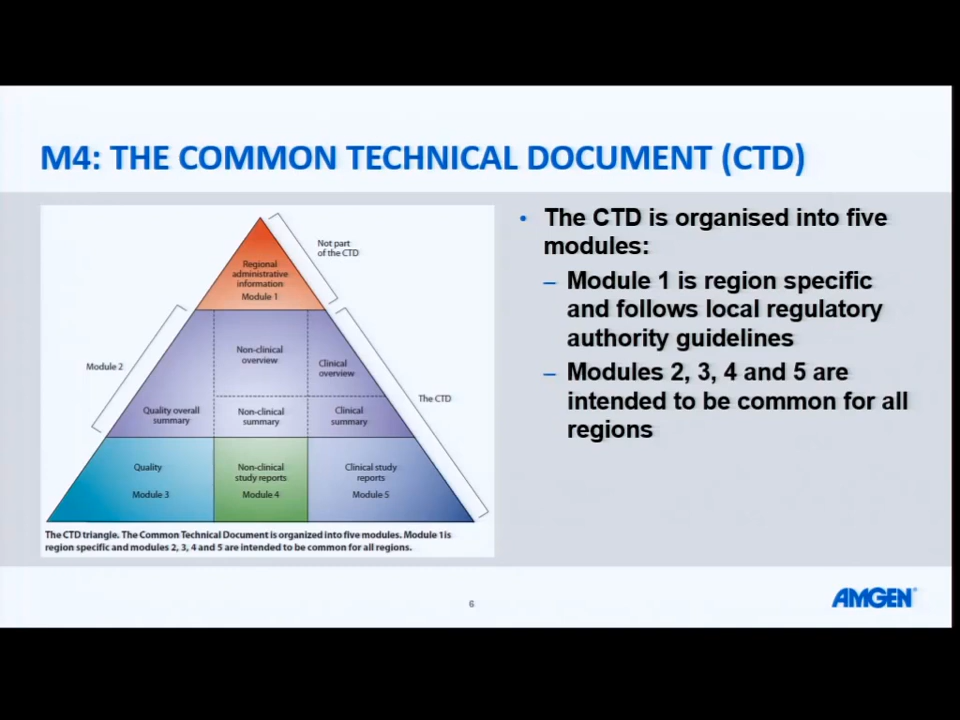 M4: THE COMMON TECHNICAL DOCUMENT (CTD)
Not part
of the CTD
Regional
administrative
information
Module 1
Module 2
Non-clinical
overview
Clinical
overview
The CTD
Quality overall
summary
Non-clinical
summary
Clinical
summary
Quality
Module 3
Non-clinical
study reports
Module 4
Clinical study
reports
Module 5
The CTD triangle. The Common Technical Document is organized into five modules. Module 1 is
region specific and modules 2, 3, 4 and 5 are intended to be common for all regions.
• The CTD is organised into five
modules:
– Module 1 is region specific
and follows local regulatory
authority guidelines
– Modules 2, 3, 4 and 5 are
intended to be common for all
regions
6
AMGEN®